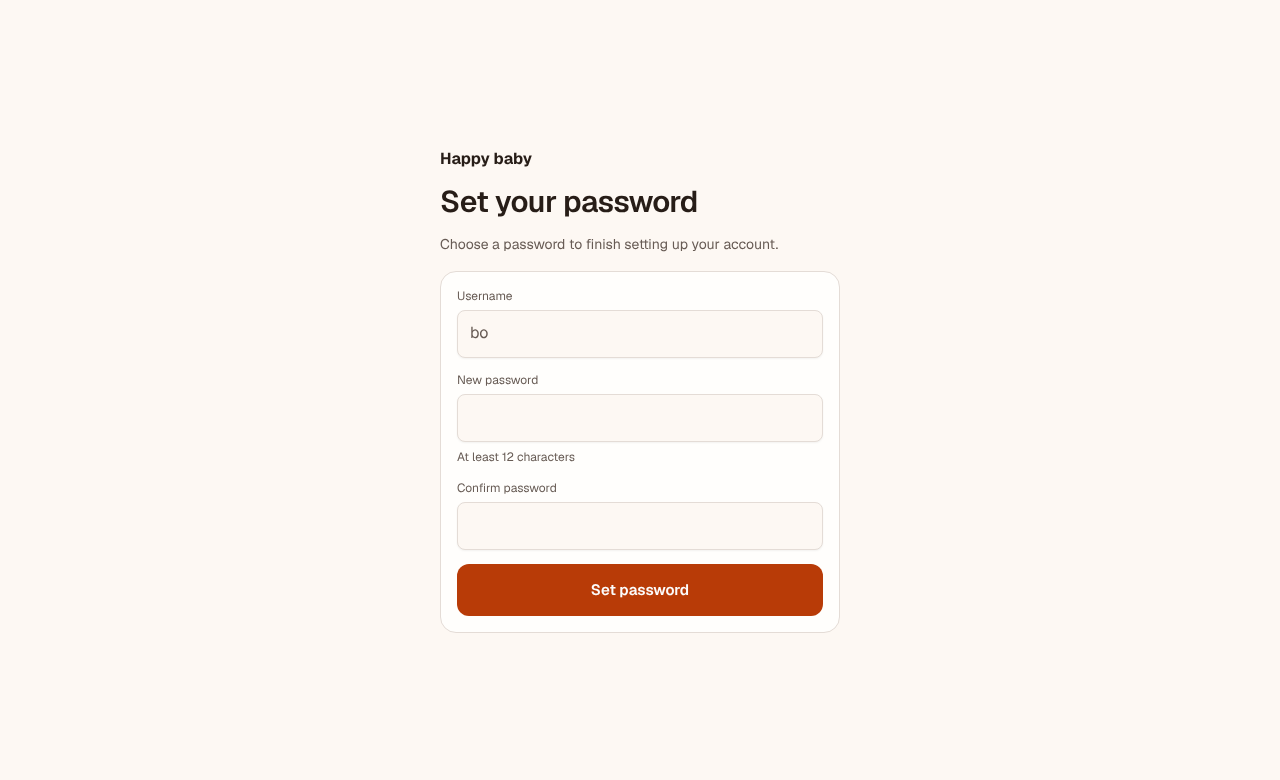 Happy baby
Set your password
Choose a password to finish setting up your account.
Username
bo
New password
At least 12 characters
Confirm password
Set password